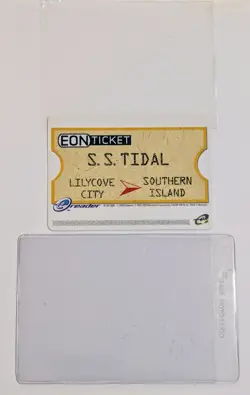 EON TICKET
S.S. TIDAL
LILYCOVE SOUTHERN
CITY ISLAND
e reader